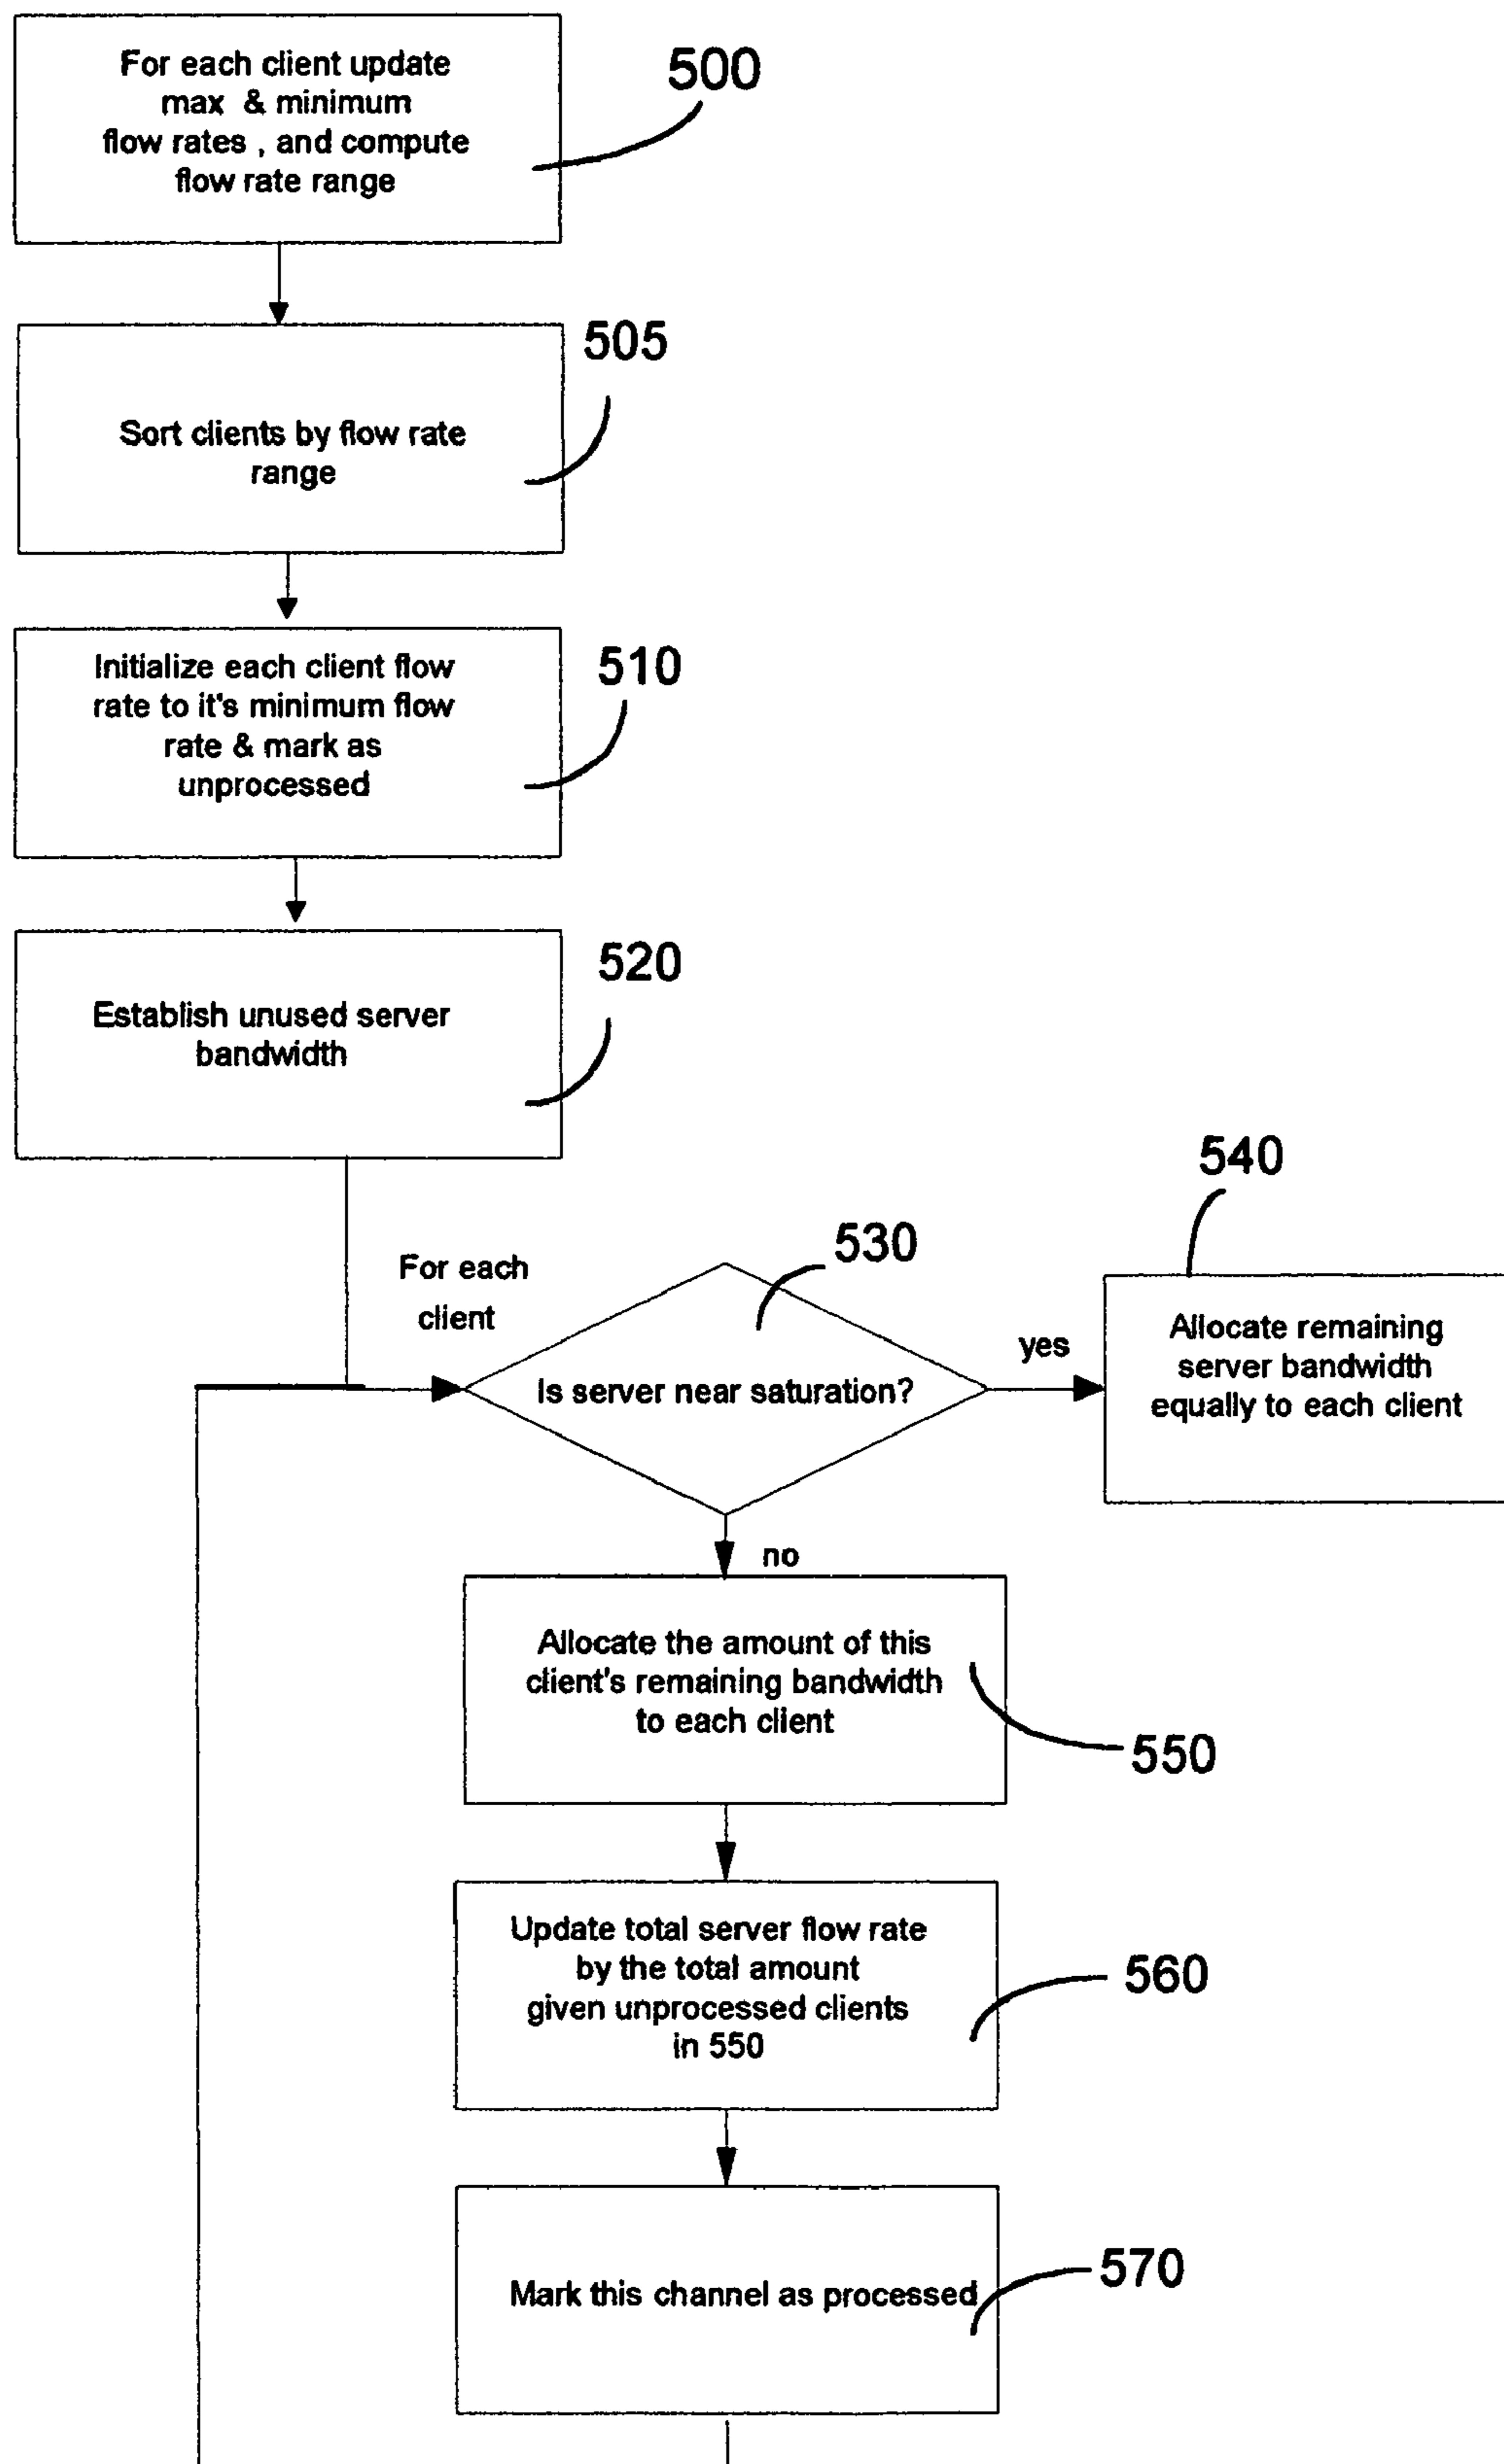 For each client update
max & minimum
flow rates , and compute
flow rate range
500
Sort clients by flow rate
range
505
Initialize each client flow
rate to it's minimum flow
rate & mark as
unprocessed
510
Establish unused server
bandwidth
520
For each
client
Is server near saturation?
530
yes
Allocate remaining
server bandwidth
equally to each client
540
no
Allocate the amount of this
client's remaining bandwidth
to each client
550
Update total server flow rate
by the total amount
given unprocessed clients
in 550
560
Mark this channel as processed
570